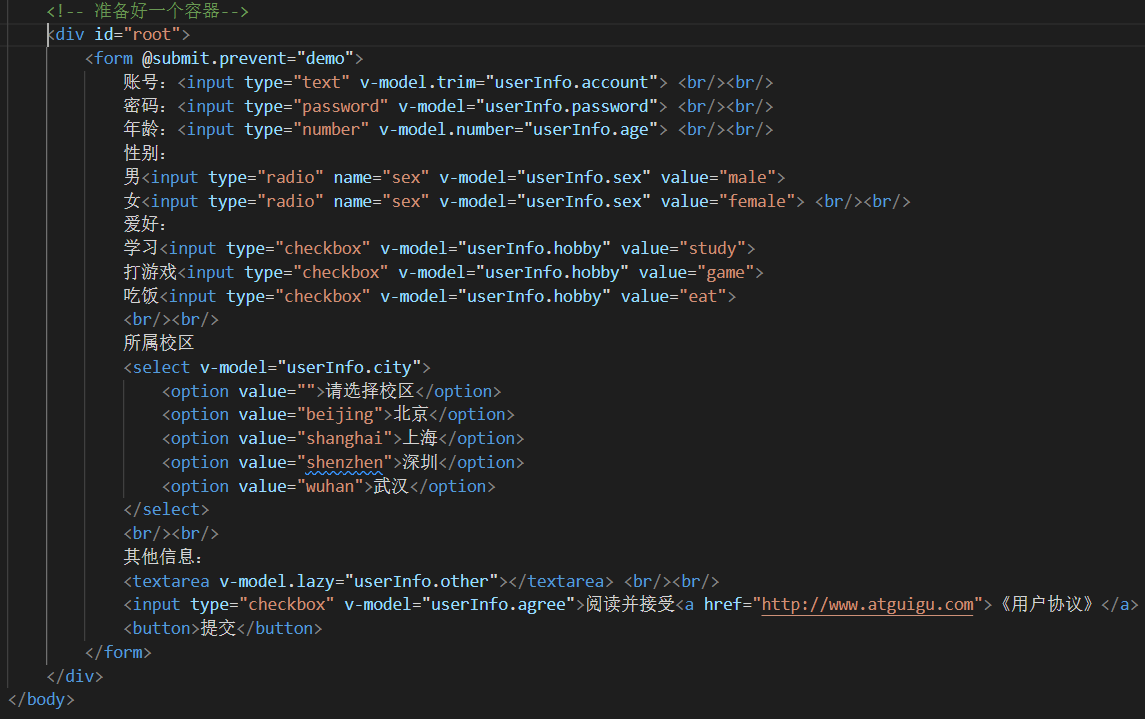 <!-- 准备好一个容器-->
<div id="root">
<form @submit.prevent="demo">
账号：<input type="text" v-model.trim="userInfo.account"> <br/><br/>
密码：<input type="password" v-model="userInfo.password"> <br/><br/>
年龄：<input type="number" v-model.number="userInfo.age"> <br/><br/>
性别：
男<input type="radio" name="sex" v-model="userInfo.sex" value="male">
女<input type="radio" name="sex" v-model="userInfo.sex" value="female"> <br/><br/>
爱好：
学习<input type="checkbox" v-model="userInfo.hobby" value="study">
打游戏<input type="checkbox" v-model="userInfo.hobby" value="game">
吃饭<input type="checkbox" v-model="userInfo.hobby" value="eat">
<br/><br/>
所属校区
<select v-model="userInfo.city">
<option value="">请选择校区</option>
<option value="beijing">北京</option>
<option value="shanghai">上海</option>
<option value="shenzhen">深圳</option>
<option value="wuhan">武汉</option>
</select>
<br/><br/>
其他信息：
<textarea v-model.lazy="userInfo.other"></textarea> <br/><br/>
<input type="checkbox" v-model="userInfo.agree">阅读并接受<a href="http://www.atguigu.com">《用户协议》</a>
<button>提交</button>
</form>
</div>
</body>